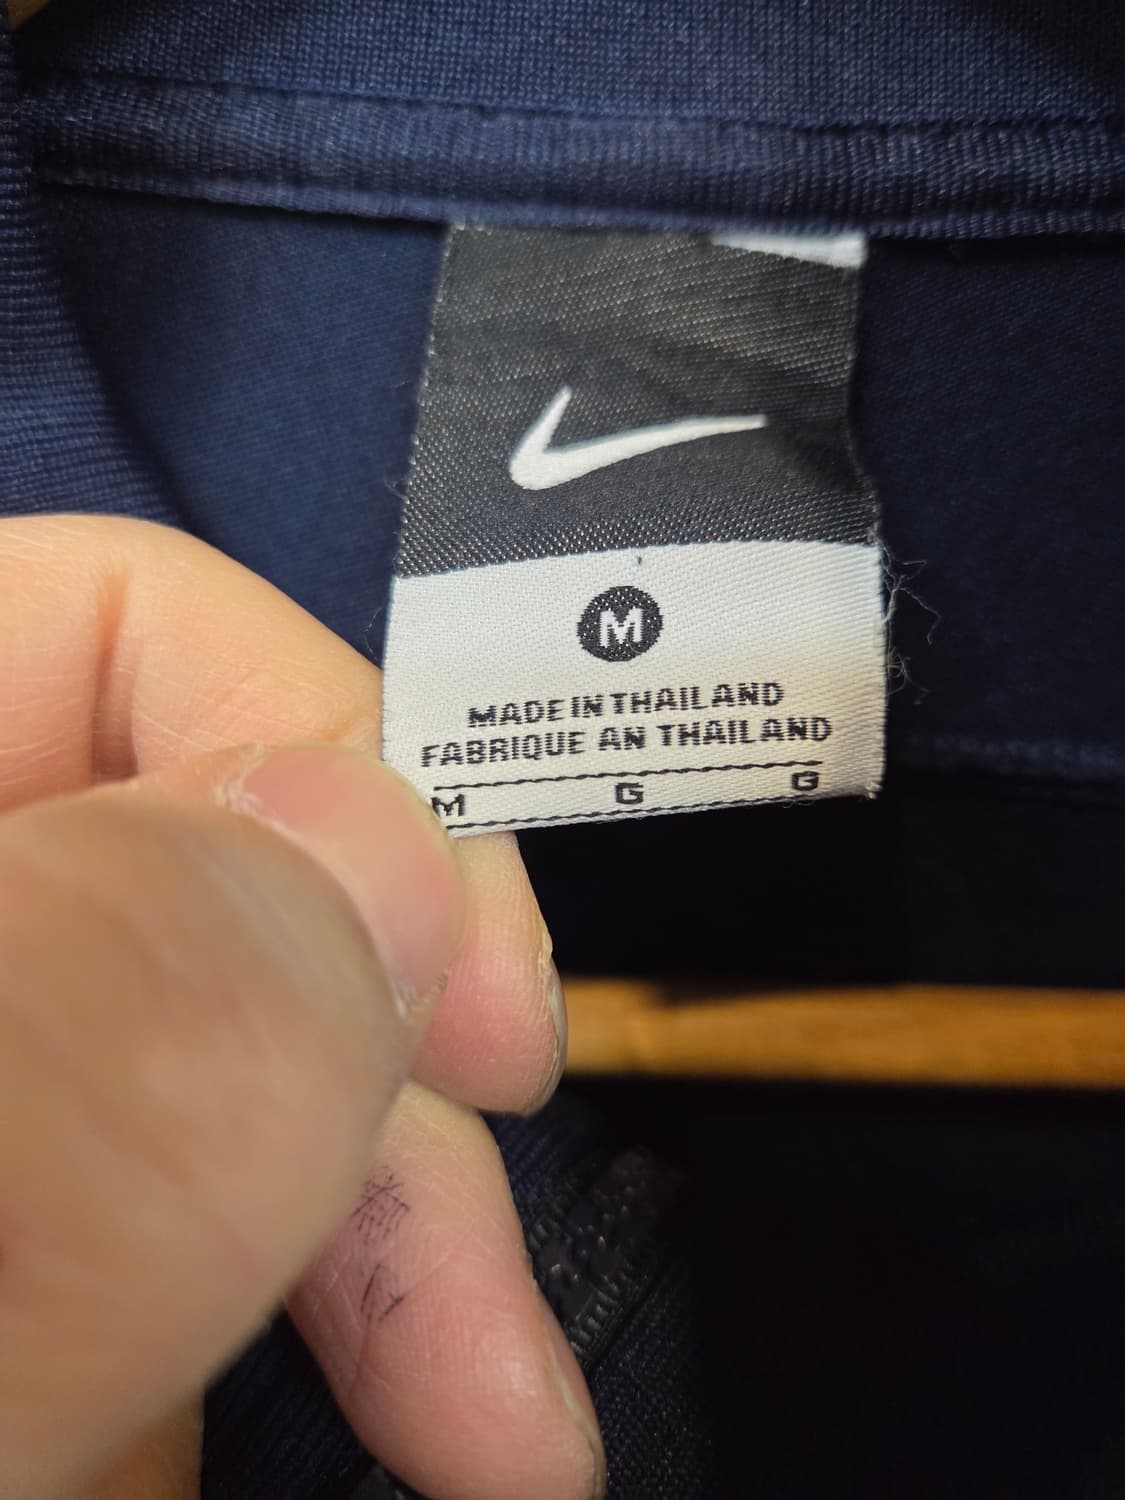 M
MADE IN THAILAND
FABRIQUE AN THAILAND
M G G